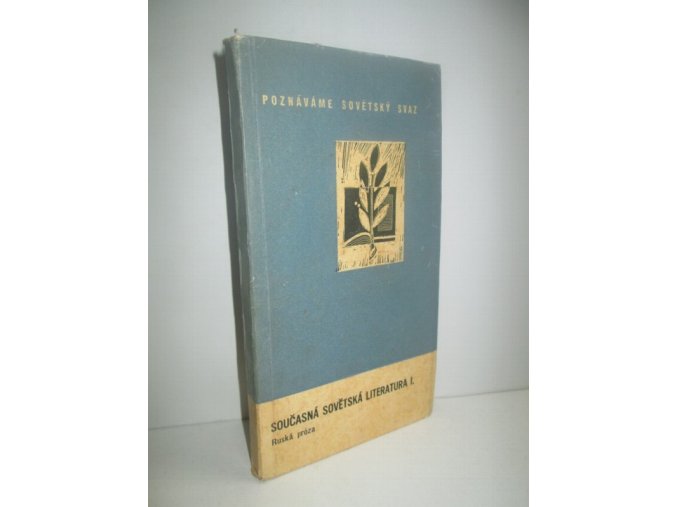 POZNÁVÁME SOVĚTSKÝ SVAZ
SOUČASNÁ SOVĚTSKÁ LITERATURA I.
Ruská próza